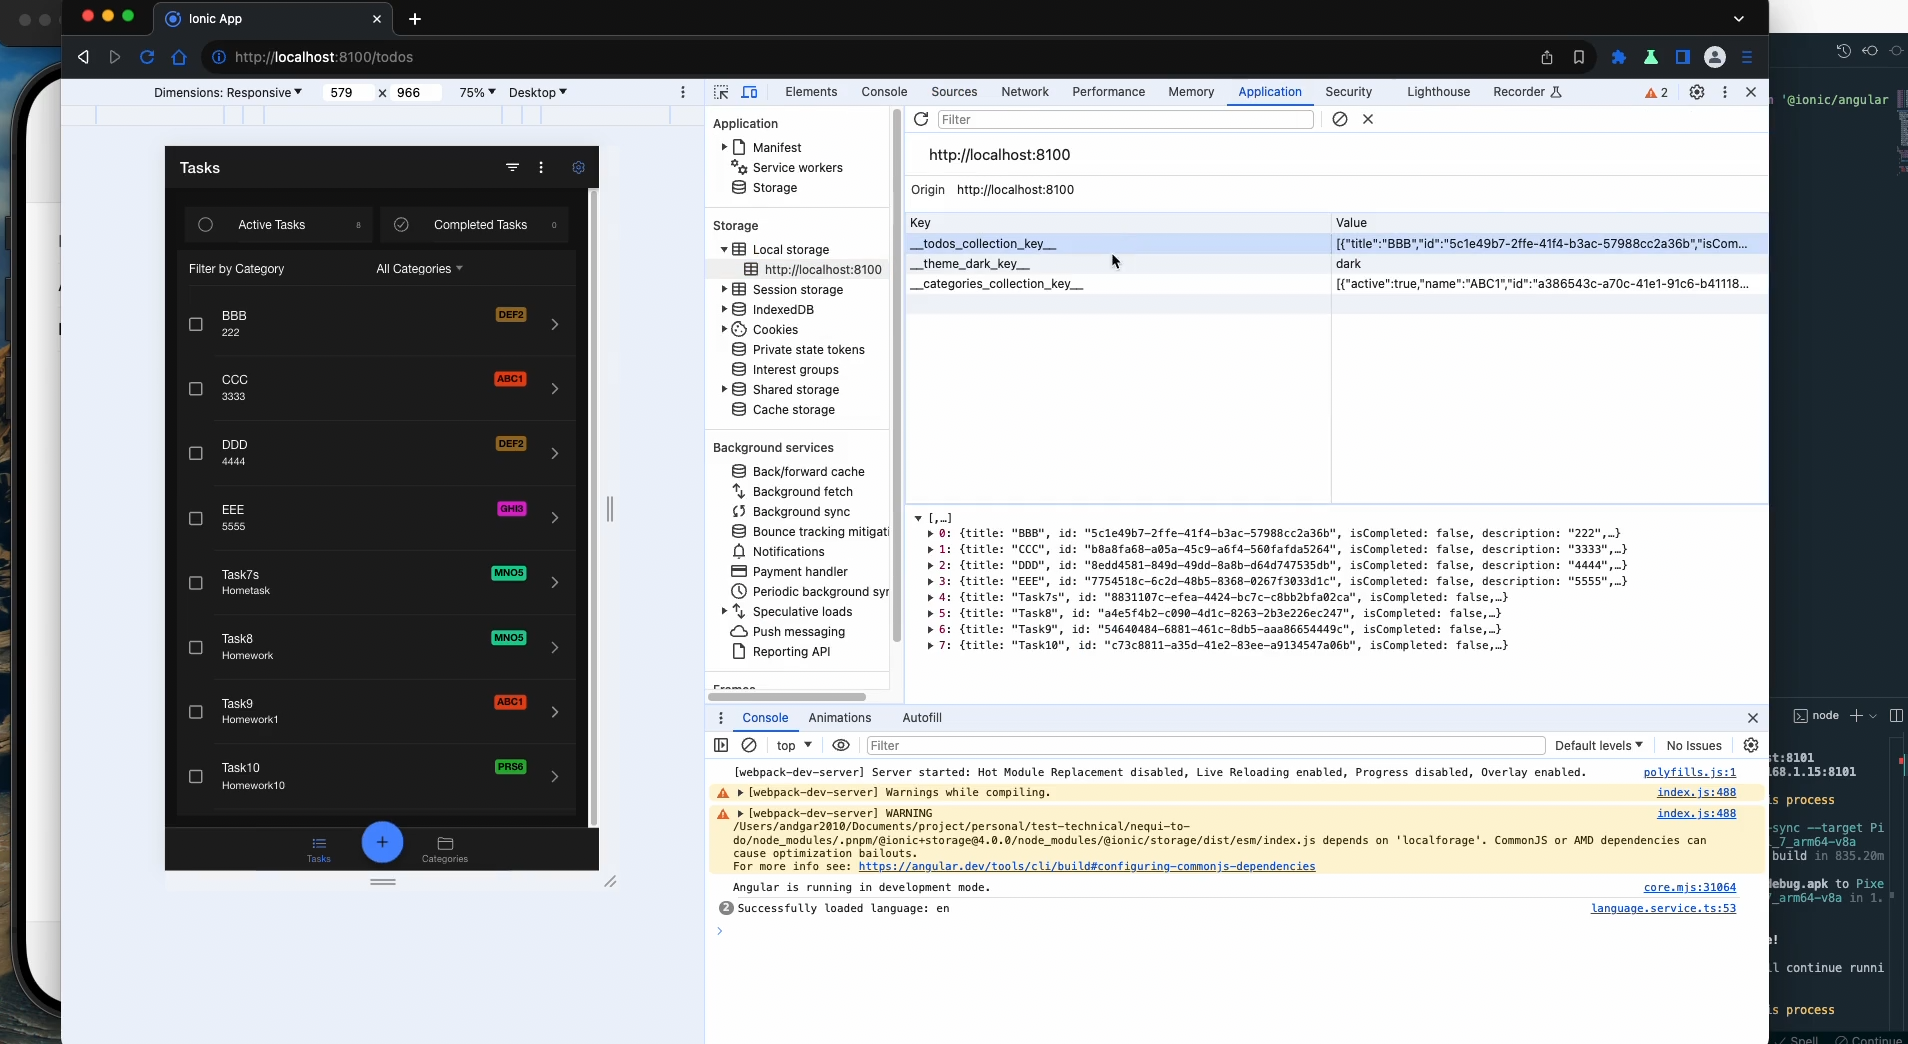 Ionic App
http://localhost:8100/todos
Dimensions: Responsive 579 x 966 75% Desktop
Elements Console Sources Network Performance Memory Application Security Lighthouse Recorder 2
Tasks
Active Tasks 8 Completed Tasks 0
Filter by Category All Categories
BBB DEF2
222
CCC ABC1
3333
DDD DEF2
4444
EEE GHI3
5555
Task7s MNO5
Hometask
Task8 MNO5
Homework
Task9 ABC1
Homework1
Task10 PRS6
Homework10
Tasks + Categories
Application
Manifest
Service workers
Storage
Storage
Local storage
http://localhost:8100
Session storage
IndexedDB
Cookies
Private state tokens
Interest groups
Shared storage
Cache storage
Background services
Back/forward cache
Background fetch
Background sync
Bounce tracking mitigati
Notifications
Payment handler
Periodic background syn
Speculative loads
Push messaging
Reporting API
Frames
Filter
http://localhost:8100
Origin http://localhost:8100
Key Value
__todos_collection_key__ [{"title":"BBB","id":"5c1e49b7-2ffe-41f4-b3ac-57988cc2a36b","isCom...
__theme_dark_key__ dark
__categories_collection_key__ [{"active":true,"name":"ABC1","id":"a386543c-a70c-41e1-91c6-b41118...
[,…]
0: {title: "BBB", id: "5c1e49b7-2ffe-41f4-b3ac-57988cc2a36b", isCompleted: false, description: "222",…}
1: {title: "CCC", id: "b8a8fa68-a05a-45c9-a6f4-560fafda5264", isCompleted: false, description: "3333",…}
2: {title: "DDD", id: "8edd4581-849d-49dd-8a8b-d64d747535db", isCompleted: false, description: "4444",…}
3: {title: "EEE", id: "7754518c-6c2d-48b5-8368-0267f3033d1c", isCompleted: false, description: "5555",…}
4: {title: "Task7s", id: "8831107c-efea-4424-bc7c-c8bb2bfa02ca", isCompleted: false,…}
5: {title: "Task8", id: "a4e5f4b2-c090-4d1c-8263-2b3e226ec247", isCompleted: false,…}
6: {title: "Task9", id: "54640484-6881-461c-8db5-aaa86654449c", isCompleted: false,…}
7: {title: "Task10", id: "c73c8811-a35d-41e2-83ee-a9134547a06b", isCompleted: false,…}
Console Animations Autofill
top Filter Default levels No Issues
[webpack-dev-server] Server started: Hot Module Replacement disabled, Live Reloading enabled, Progress disabled, Overlay enabled. polyfills.js:1
[webpack-dev-server] Warnings while compiling. index.js:488
[webpack-dev-server] WARNING index.js:488
/Users/andgar2010/Documents/project/personal/test-technical/nequi-to-
do/node_modules/.pnpm/@ionic+storage@4.0.0/node_modules/@ionic/storage/dist/esm/index.js depends on 'localforage'. CommonJS or AMD dependencies can
cause optimization bailouts.
For more info see: https://angular.dev/tools/cli/build#configuring-commonjs-dependencies
Angular is running in development mode. core.mjs:31064
2 Successfully loaded language: en language.service.ts:53
'@ionic/angular
node
st:8101
168.1.15:8101
is process
-sync --target Pi
_7_arm64-v8a
build in 835.20m
debug.apk to Pixe
_arm64-v8a in 1.
e!
ll continue runni
is process
Spell Continue